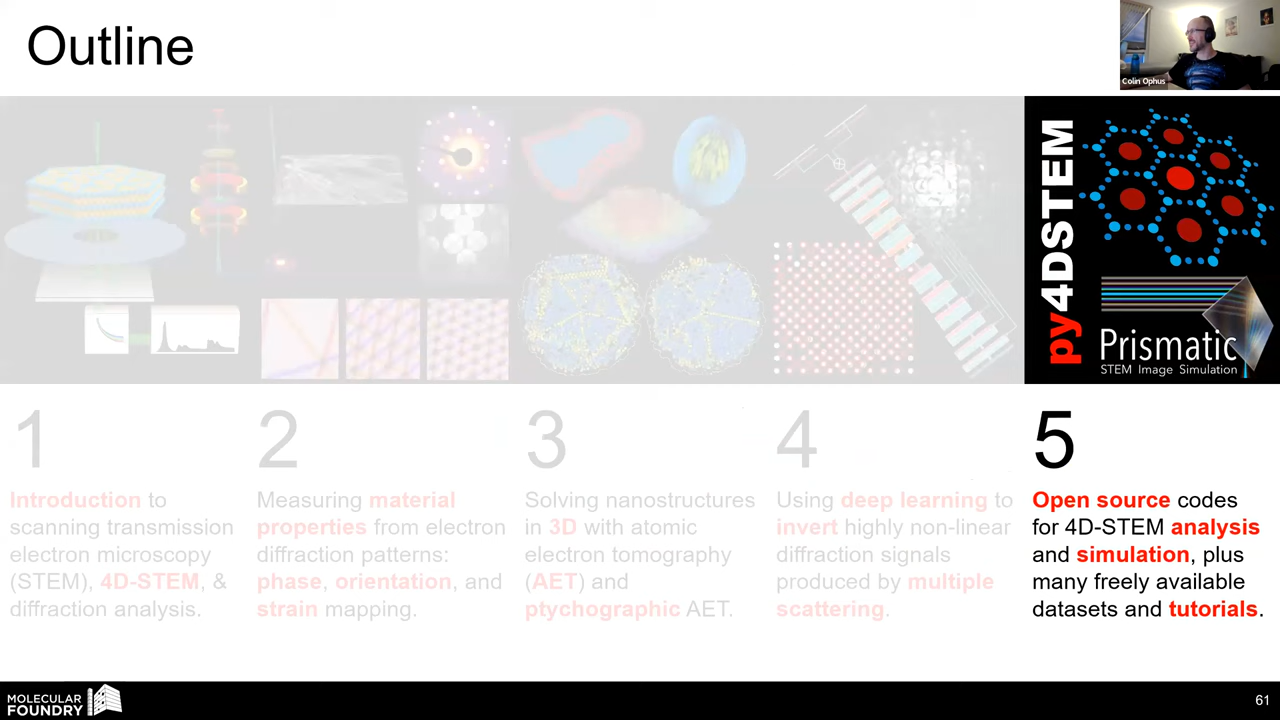 Outline
Colin Ophus
py4DSTEM
Prismatic
STEM Image Simulation
1
Introduction to
scanning transmission
electron microscopy
(STEM), 4D-STEM, &
diffraction analysis.
2
Measuring material
properties from electron
diffraction patterns:
phase, orientation, and
strain mapping.
3
Solving nanostructures
in 3D with atomic
electron tomography
(AET) and
ptychographic AET.
4
Using deep learning to
invert highly non-linear
diffraction signals
produced by multiple
scattering.
5
Open source codes
for 4D-STEM analysis
and simulation, plus
many freely available
datasets and tutorials.
MOLECULAR
FOUNDRY
61